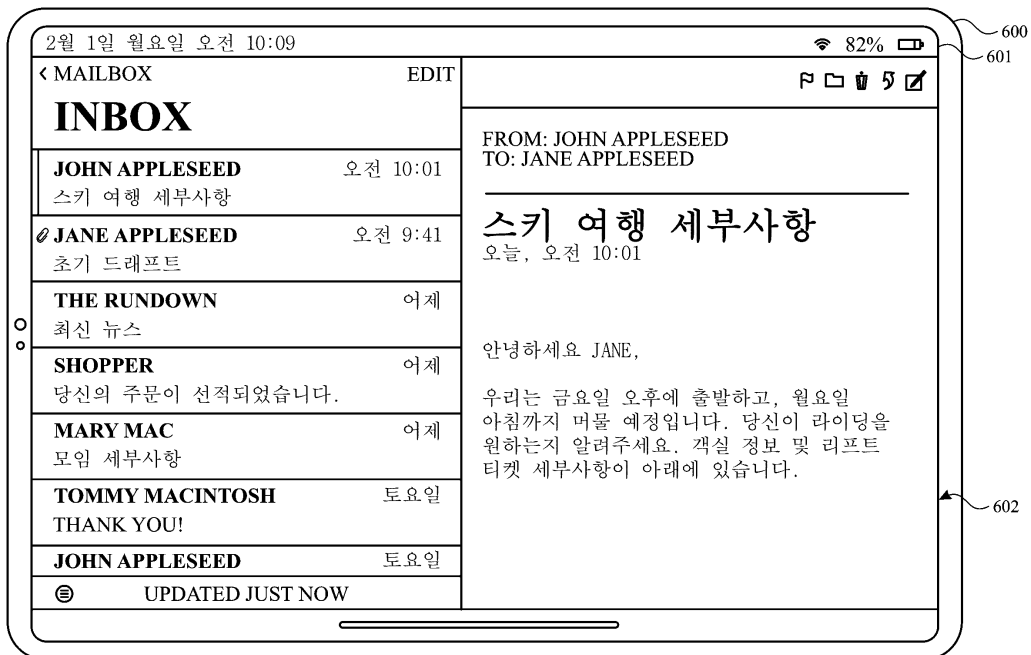 2월 1일 월요일 오전 10:09
82%
600
601
< MAILBOX
EDIT
INBOX
JOHN APPLESEED 오전 10:01
스키 여행 세부사항
JANE APPLESEED 오전 9:41
초기 드래프트
THE RUNDOWN 어제
최신 뉴스
SHOPPER 어제
당신의 주문이 선적되었습니다.
MARY MAC 어제
모임 세부사항
TOMMY MACINTOSH 토요일
THANK YOU!
JOHN APPLESEED 토요일
UPDATED JUST NOW
FROM: JOHN APPLESEED
TO: JANE APPLESEED
스키 여행 세부사항
오늘, 오전 10:01
안녕하세요 JANE,
우리는 금요일 오후에 출발하고, 월요일
아침까지 머물 예정입니다. 당신이 라이딩을
원하는지 알려주세요. 객실 정보 및 리프트
티켓 세부사항이 아래에 있습니다.
602